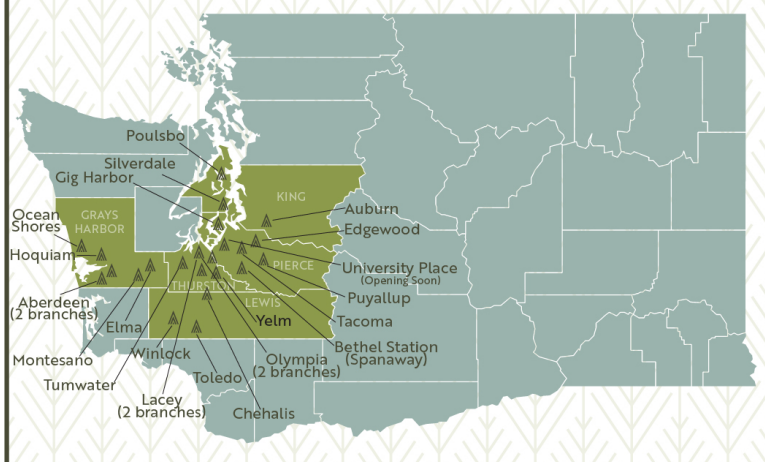 Poulsbo
Silverdale
Gig Harbor
KING
Ocean
Shores
GRAYS
HARBOR
Auburn
Edgewood
Hoquiam
PIERCE
University Place
(Opening Soon)
THURSTON
Puyallup
Aberdeen
(2 branches)
LEWIS
Yelm
Tacoma
Elma
Bethel Station
(Spanaway)
Montesano
Winlock
Olympia
(2 branches)
Tumwater
Toledo
Lacey
(2 branches)
Chehalis